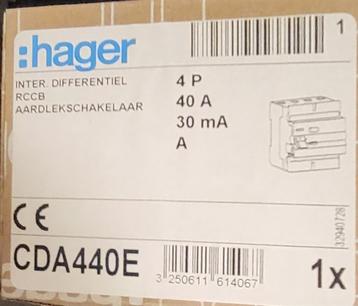 :hager
1
INTER. DIFFERENTIEL
RCCB
AARDLEKSCHAKELAAR
4 P
40 A
30 mA
A
32940728
CE
CDA440E
3 250611 614067
1x